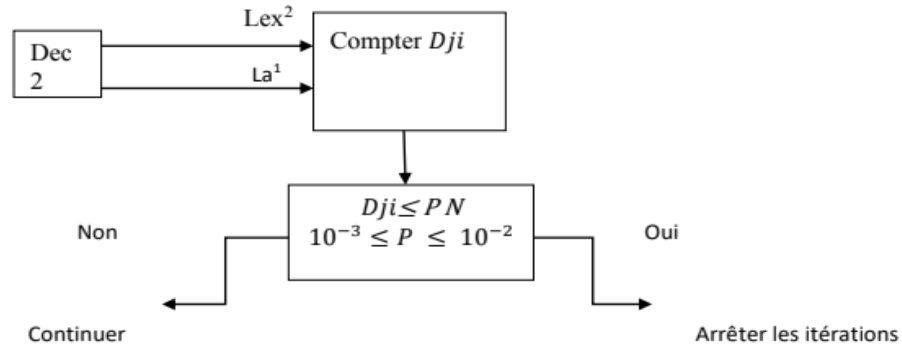 Lex²
Dec
2
La¹
Compter Dji
Dji≤ P N
10⁻³ ≤ P ≤ 10⁻²
Non
Oui
Continuer
Arrêter les itérations